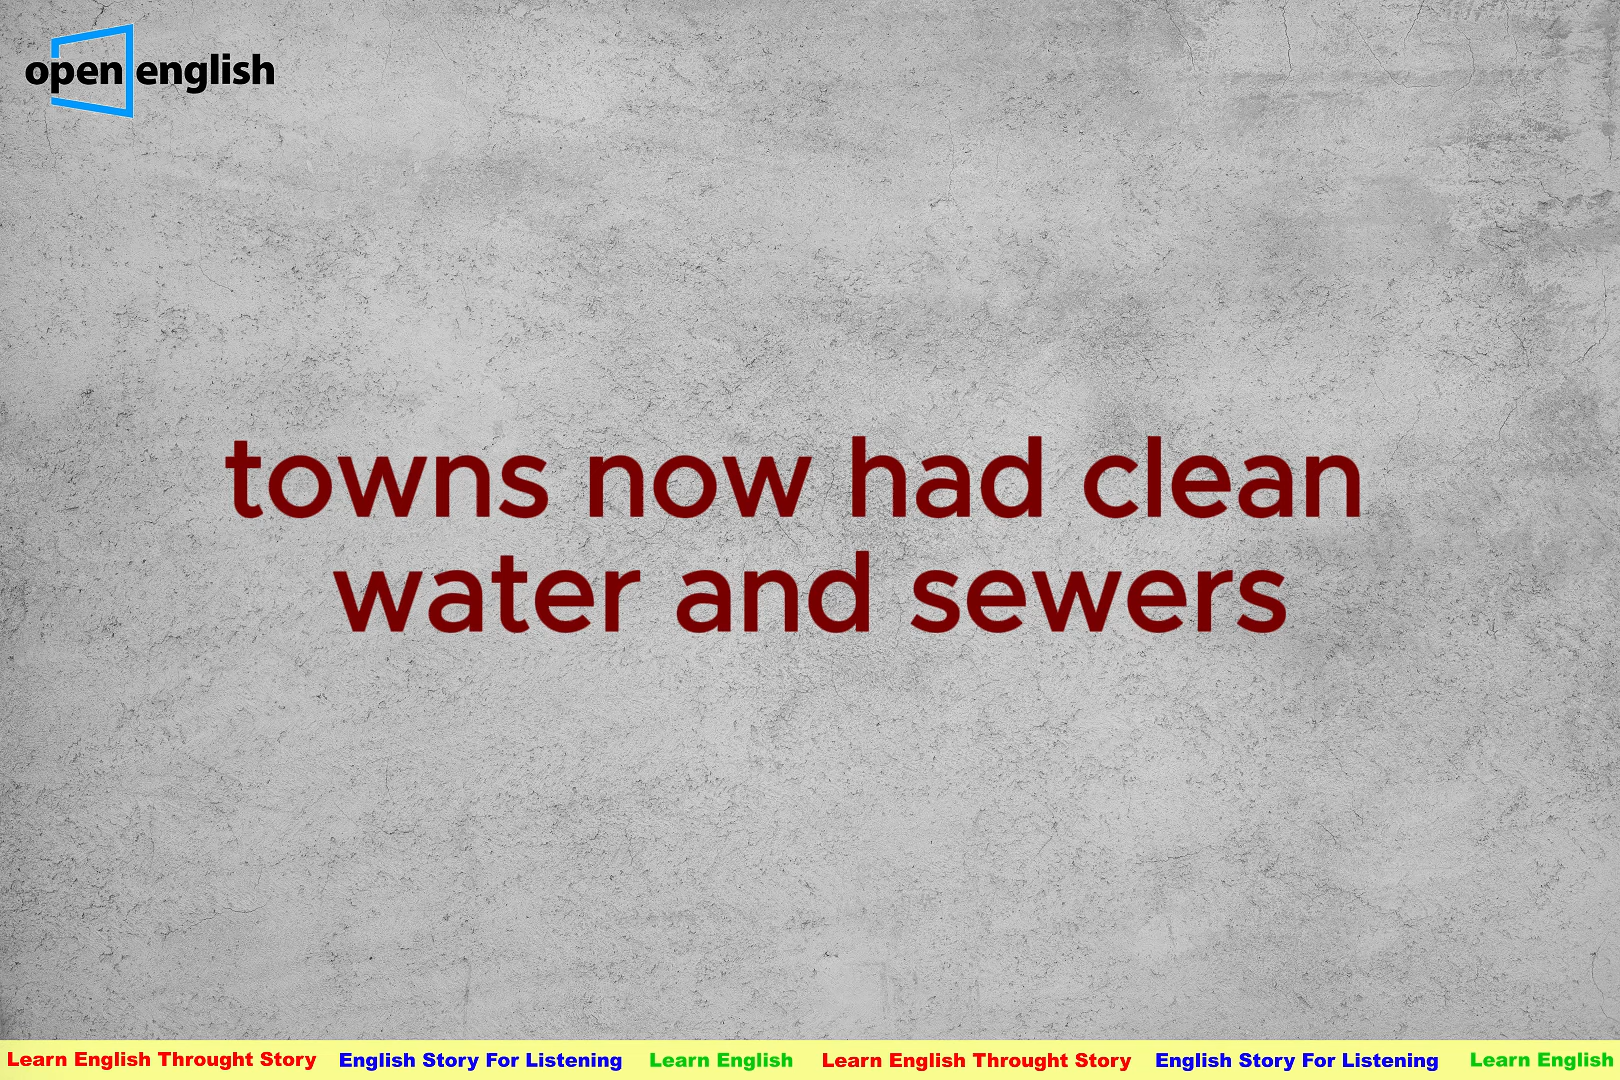 open english
towns now had clean
water and sewers
Learn English Throught Story English Story For Listening Learn English Learn English Throught Story English Story For Listening Learn English